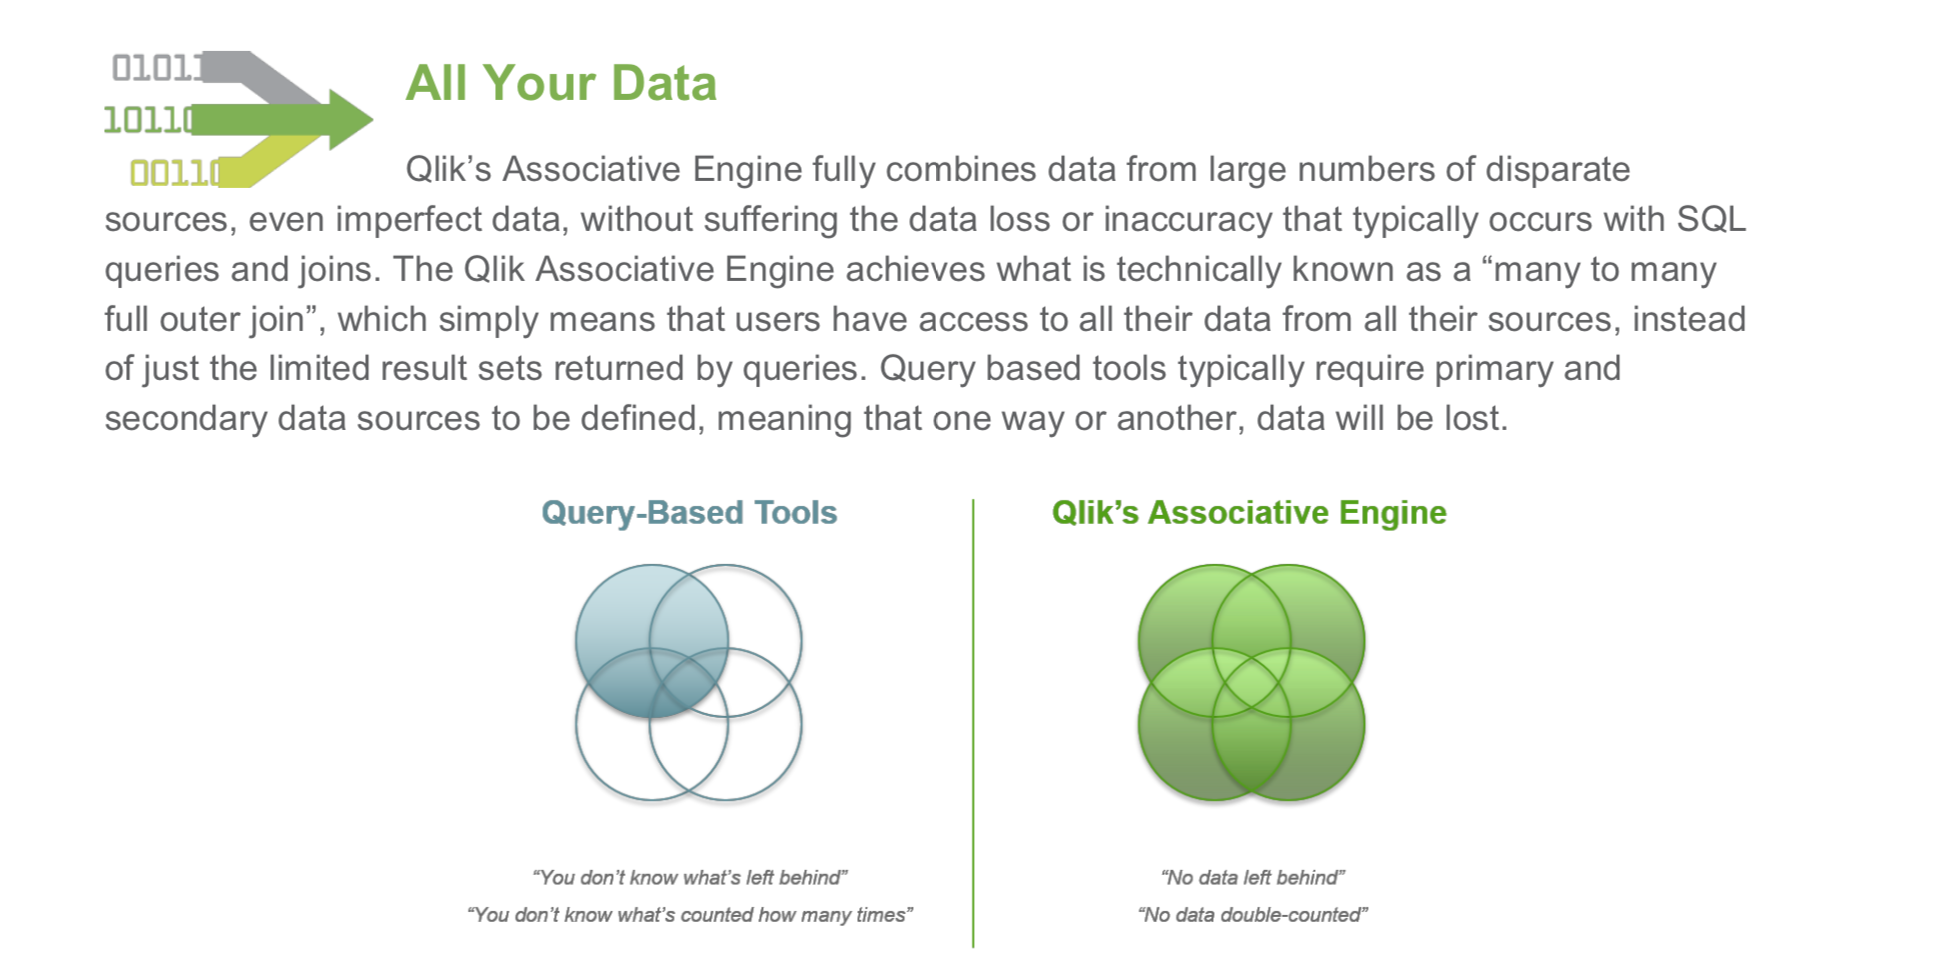 01011
10110
00110
All Your Data
Qlik’s Associative Engine fully combines data from large numbers of disparate
sources, even imperfect data, without suffering the data loss or inaccuracy that typically occurs with SQL
queries and joins. The Qlik Associative Engine achieves what is technically known as a “many to many
full outer join”, which simply means that users have access to all their data from all their sources, instead
of just the limited result sets returned by queries. Query based tools typically require primary and
secondary data sources to be defined, meaning that one way or another, data will be lost.
Query-Based Tools
“You don’t know what’s left behind”
“You don’t know what’s counted how many times”
Qlik’s Associative Engine
“No data left behind”
“No data double-counted”